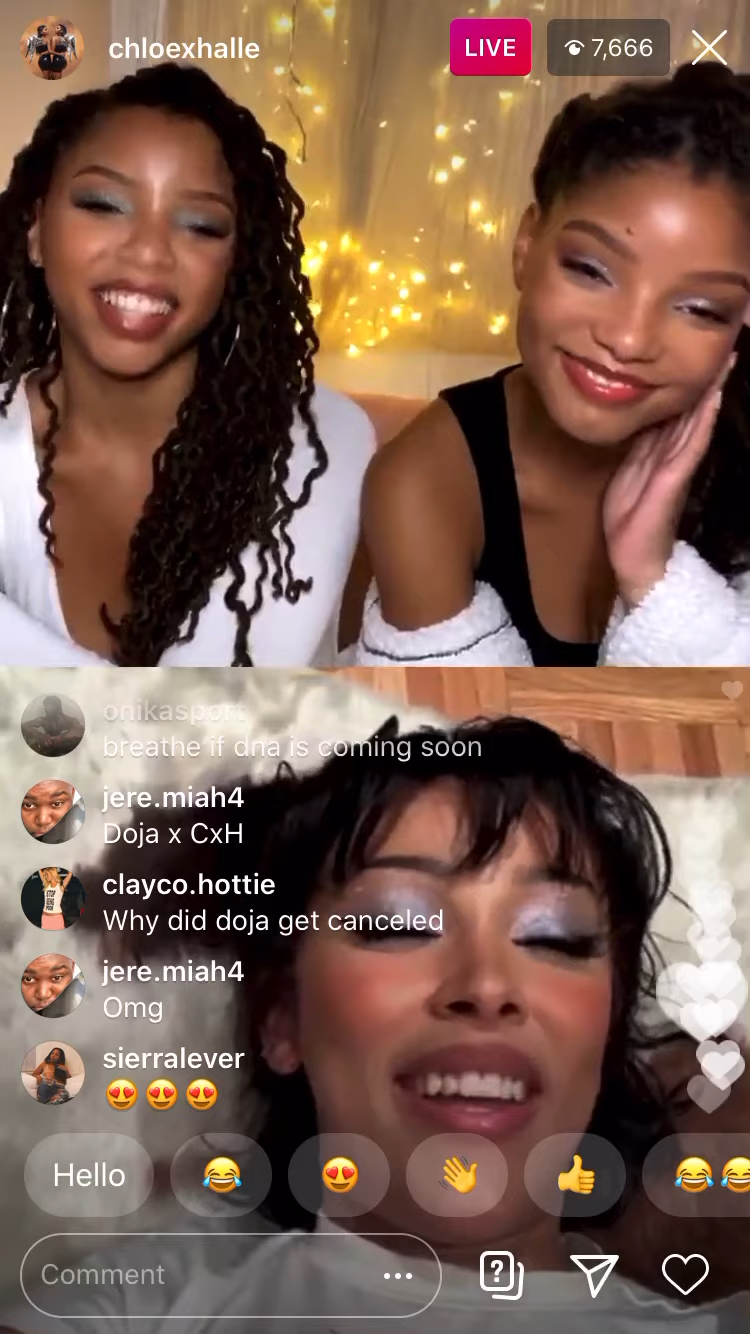 chloexhalle
LIVE
7,666
onikasport
breathe if dna is coming soon
jere.miah4
Doja x CxH
clayco.hottie
Why did doja get canceled
jere.miah4
Omg
sierralever
😍😍😍
Hello
Comment